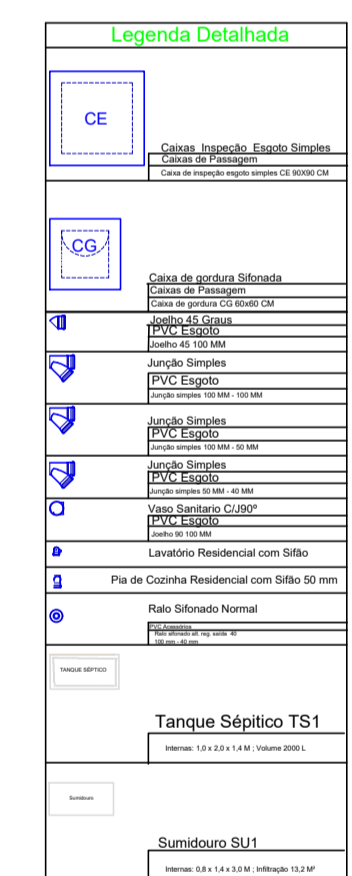 Legenda Detalhada
CE
Caixas Inspeção Esgoto Simples
Caixas de Passagem
Caixa de inspeção esgoto simples CE 90X90 CM
CG
Caixa de gordura Sifonada
Caixas de Passagem
Caixa de gordura CG 60x60 CM
Joelho 45 Graus
PVC Esgoto
Joelho 45 100 MM
Junção Simples
PVC Esgoto
Junção simples 100 MM - 100 MM
Junção Simples
PVC Esgoto
Junção simples 100 MM - 50 MM
Junção Simples
PVC Esgoto
Junção simples 50 MM - 40 MM
Vaso Sanitario C/J90º
PVC Esgoto
Joelho 90 100 MM
Lavatório Residencial com Sifão
Pia de Cozinha Residencial com Sifão 50 mm
Ralo Sifonado Normal
PVC Acessórios
Ralo sifonado alt. reg. saída 40
100 mm - 40 mm
TANQUE SÉPTICO
Tanque Sépitico TS1
Internas: 1,0 x 2,0 x 1,4 M ; Volume 2000 L
Sumidouro
Sumidouro SU1
Internas: 0,8 x 1,4 x 3,0 M ; Infiltração 13,2 M²